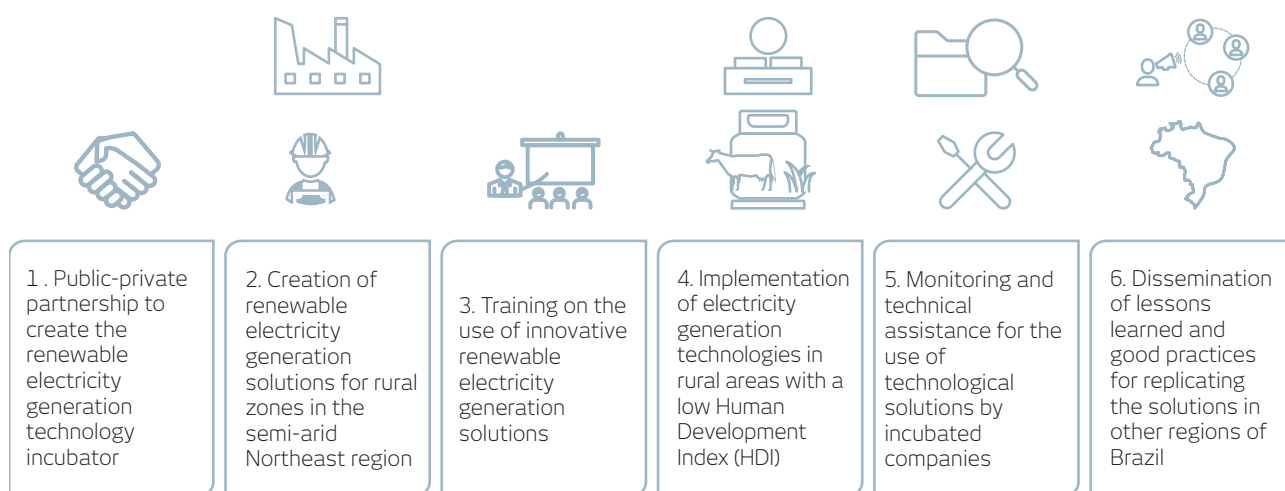 1 . Public-private
partnership to
create the
renewable
electricity
generation
technology
incubator
2. Creation of
renewable
electricity
generation
solutions for rural
zones in the
semi-arid
Northeast region
3. Training on the
use of innovative
renewable
electricity
generation
solutions
4. Implementation
of electricity
generation
technologies in
rural areas with a
low Human
Development
Index (HDI)
5. Monitoring and
technical
assistance for the
use of
technological
solutions by
incubated
companies
6. Dissemination
of lessons
learned and
good practices
for replicating
the solutions in
other regions of
Brazil